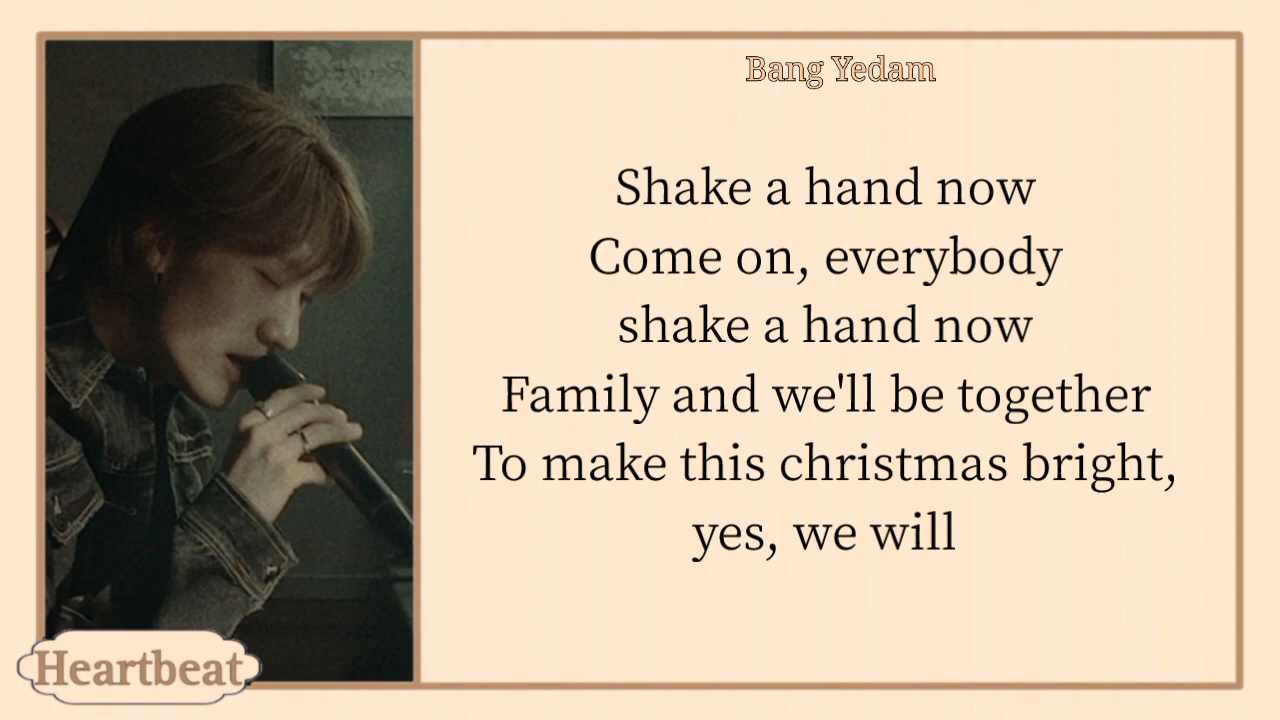 Bang Yedam
Shake a hand now
Come on, everybody
shake a hand now
Family and we'll be together
To make this christmas bright,
yes, we will
Heartbeat